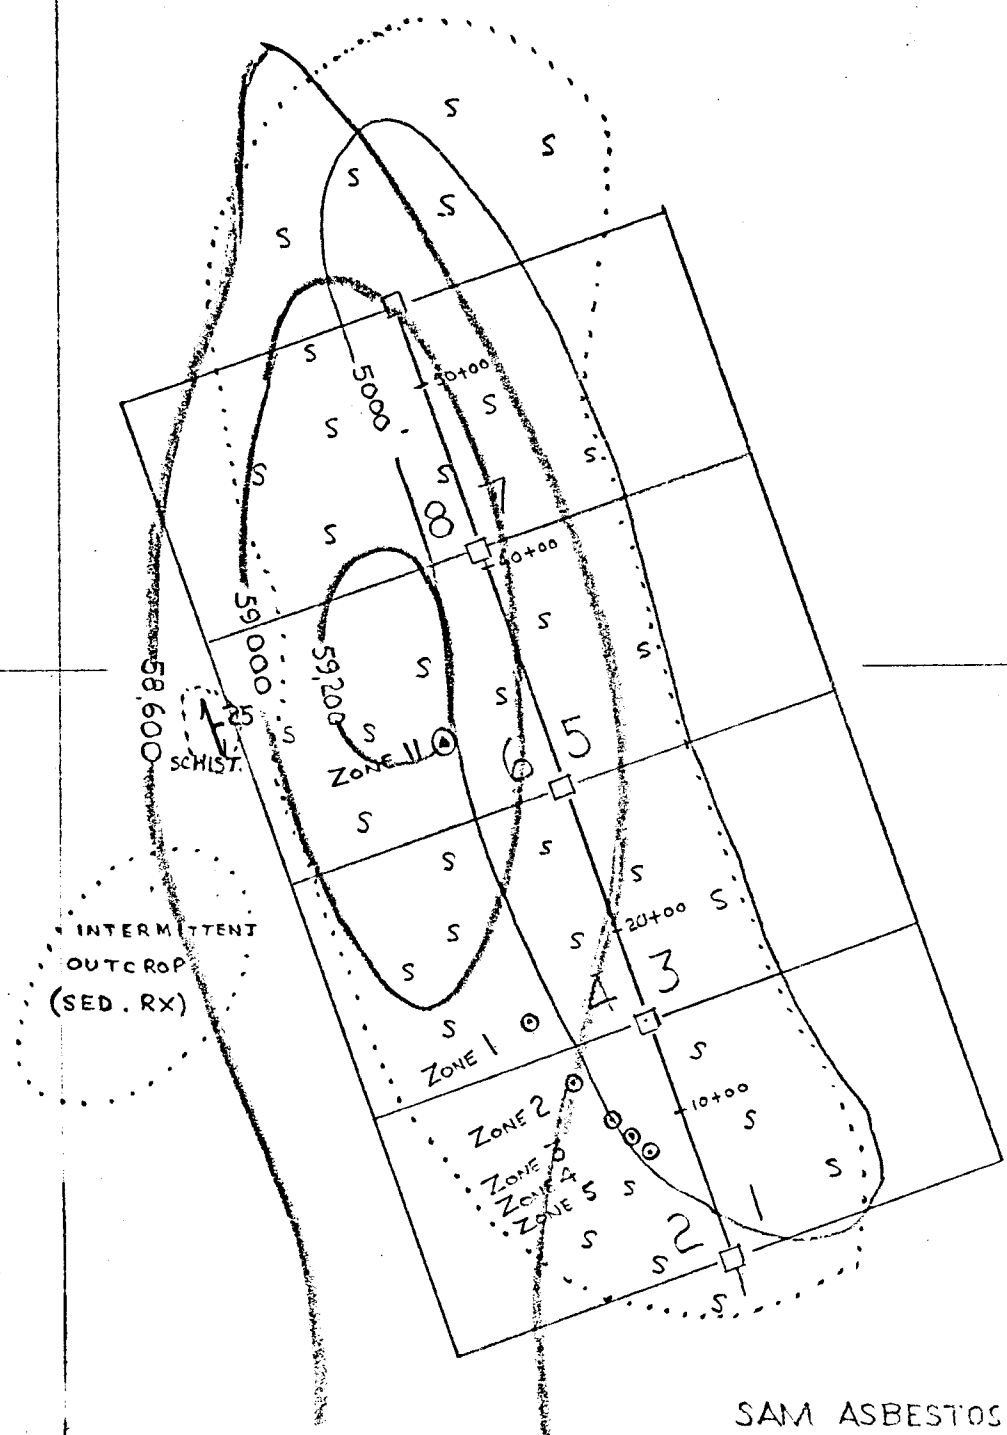 S
S
S
S
S
S
5000
30+00
S
S
S
S
S
S
7
8
S
40+00
S
59000
59,200
S
S
S
58,600
25
SCHIST.
S
S
ZONE 11
6
5
S
S
S
S
S
S
20+00
S
S
INTERMITTENT
OUTCROP
(SED. RX)
S
4
3
S
ZONE 1
S
10+00
S
ZONE 2
ZONE 3
ZONE 4
ZONE 5
S
S
1
S
2
S
S
SAM ASBESTOS